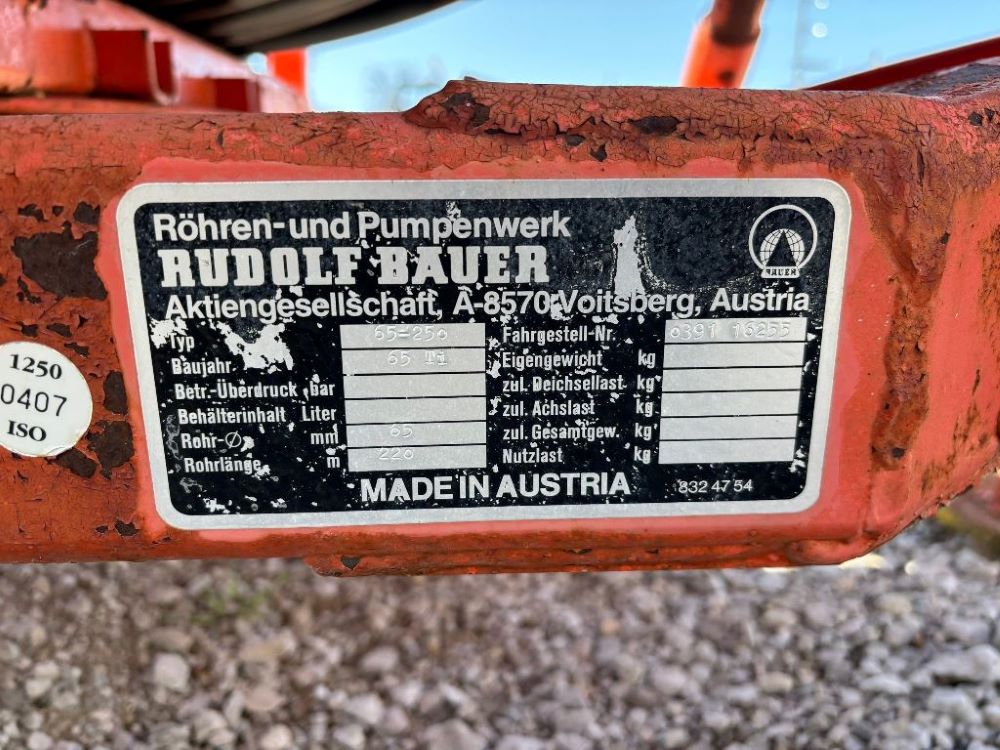 Röhren-und Pumpenwerk
RUDOLF BAUER
Aktiengesellschaft, A-8570 Voitsberg, Austria
BAUER
Typ 65-250
Baujahr 65 Ti
Betr.-Überdruck bar
Behälterinhalt Liter
Rohr-Ø mm 65
Rohrlänge m 220
Fahrgestell-Nr. 0391 16255
Eigengewicht kg
zul. Deichsellast kg
zul. Achslast kg
zul. Gesamtgew. kg
Nutzlast kg
MADE IN AUSTRIA 832 47 54
1250
0407
ISO